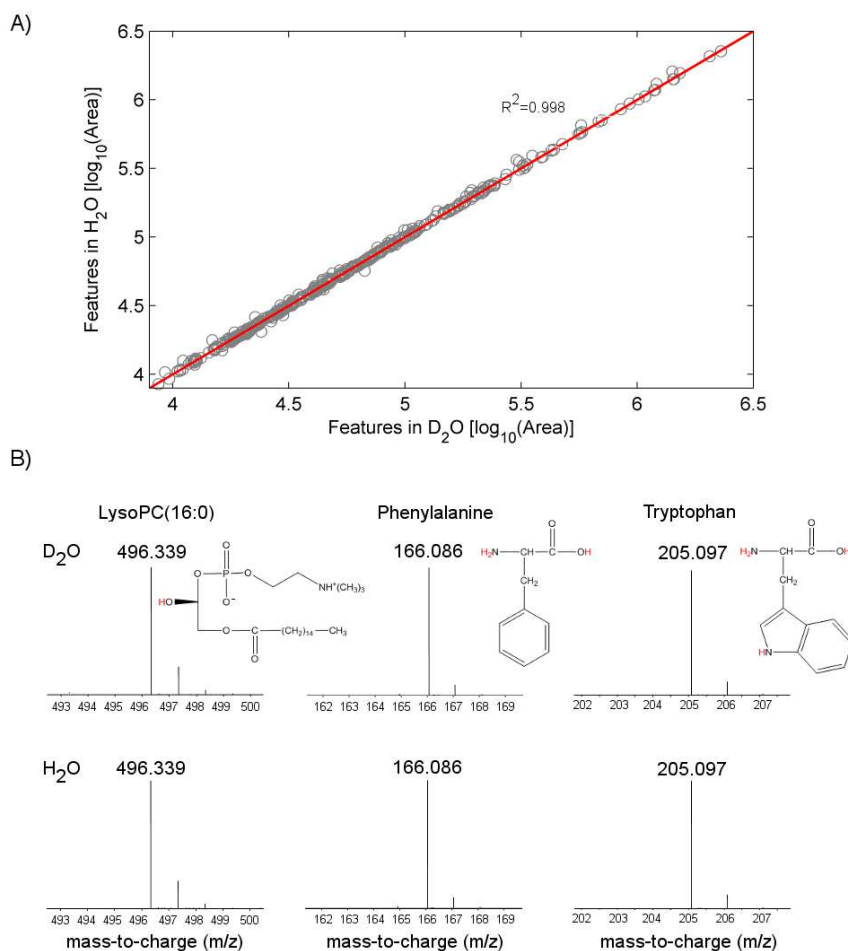 A)
6.5
6
5.5
5
4.5
4
Features in H2O [log10(Area)]
R2=0.998
4 4.5 5 5.5 6 6.5
Features in D2O [log10(Area)]
B)
LysoPC(16:0) Phenylalanine Tryptophan
D2O 496.339 166.086 205.097
O
O P O
O-
NH+(CH3)3
HO
O C (CH2)14 CH3
O
O
H2N CH C OH
CH2
O
H2N CH C OH
CH2
HN
493 494 495 496 497 498 499 500
162 163 164 165 166 167 168 169
202 203 204 205 206 207
H2O 496.339 166.086 205.097
493 494 495 496 497 498 499 500
162 163 164 165 166 167 168 169
202 203 204 205 206 207
mass-to-charge (m/z) mass-to-charge (m/z) mass-to-charge (m/z)